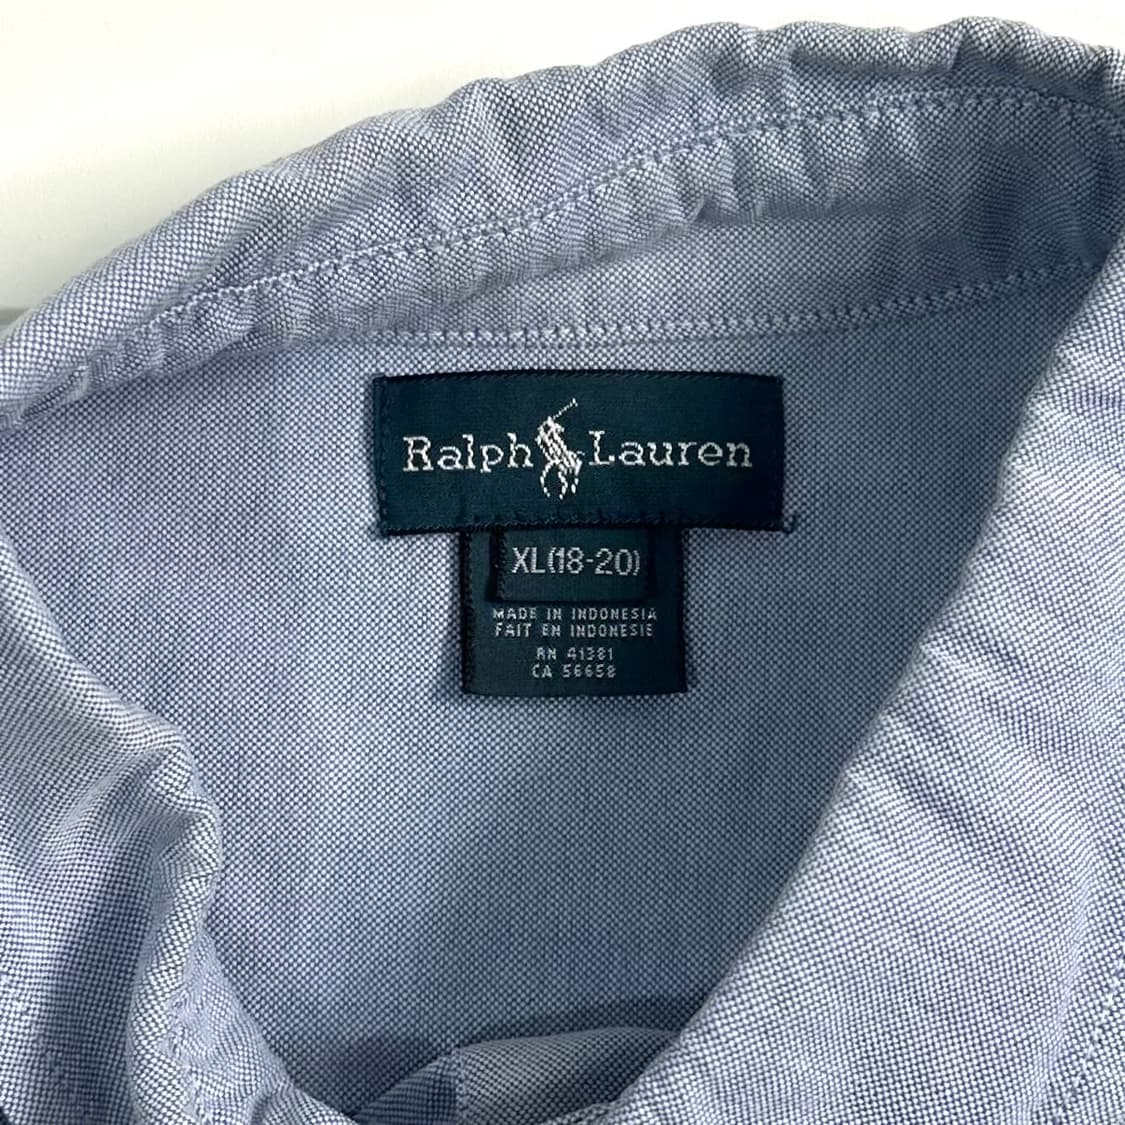 Ralph Lauren
XL(18-20)
MADE IN INDONESIA
FAIT EN INDONESIE
RN 41381
CA 56658